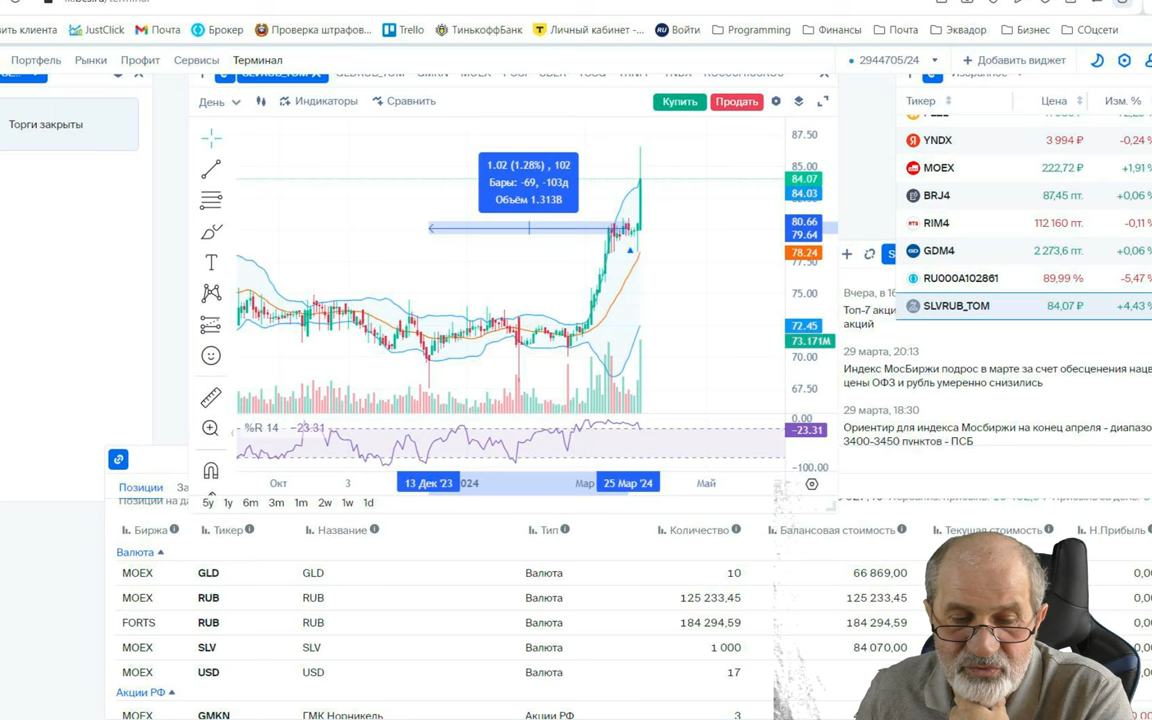 JustClick
Почта
Брокер
Проверка штрафов...
Trello
ТинькоффБанк
Личный кабинет -...
Войти
Programming
Финансы
Почта
Эквадор
Бизнес
СОцсети
Портфель Рынки Профит Сервисы Терминал
2944705/24
Добавить виджет
Торги закрыты
День
Индикаторы
Сравнить
Купить
Продать
Тикер Цена Изм. %
YNDX 3 994 ₽ -0,24
MOEX 222,72 ₽ +1,91
BRJ4 87,45 пт. +0,06
RIM4 112 160 пт. -0,11
GDM4 2 273,6 пт. +0,06
RU000A102861 89,99 % -5,47
SLVRUB_TOM 84,07 ₽ +4,43
1.02 (1.28%) , 102
Бары: -69, -103д
Объём 1.313B
87.50
85.00
84.07
84.03
80.66
79.64
78.24
75.00
72.45
73.171M
70.00
67.50
0.00
−23.31
−100.00
%R 14 −23.31
Окт
3
13 Дек '23
024
Мар
25 Мар '24
Май
5y 1y 6m 3m 1m 2w 1w 1d
Вчера, в 1
Топ-7 акци
акций
29 марта, 20:13
Индекс МосБиржи подрос в марте за счет обесценения нац
цены ОФЗ и рубль умеренно снизились
29 марта, 18:30
Ориентир для индекса Мосбиржи на конец апреля - диапазо
3400-3450 пунктов - ПСБ
Позиции За
Биржа Тикер Название Тип Количество Балансовая стоимость Текущая стоимость Н.Прибыль
Валюта
MOEX GLD GLD Валюта 10 66 869,00 0,0
MOEX RUB RUB Валюта 125 233,45 125 233,45
FORTS RUB RUB Валюта 184 294,59 184 294,59
MOEX SLV SLV Валюта 1 000 84 070,00
MOEX USD USD Валюта 17
Акции РФ
MOEX GMKN ГМК Норникель Акции РФ 3